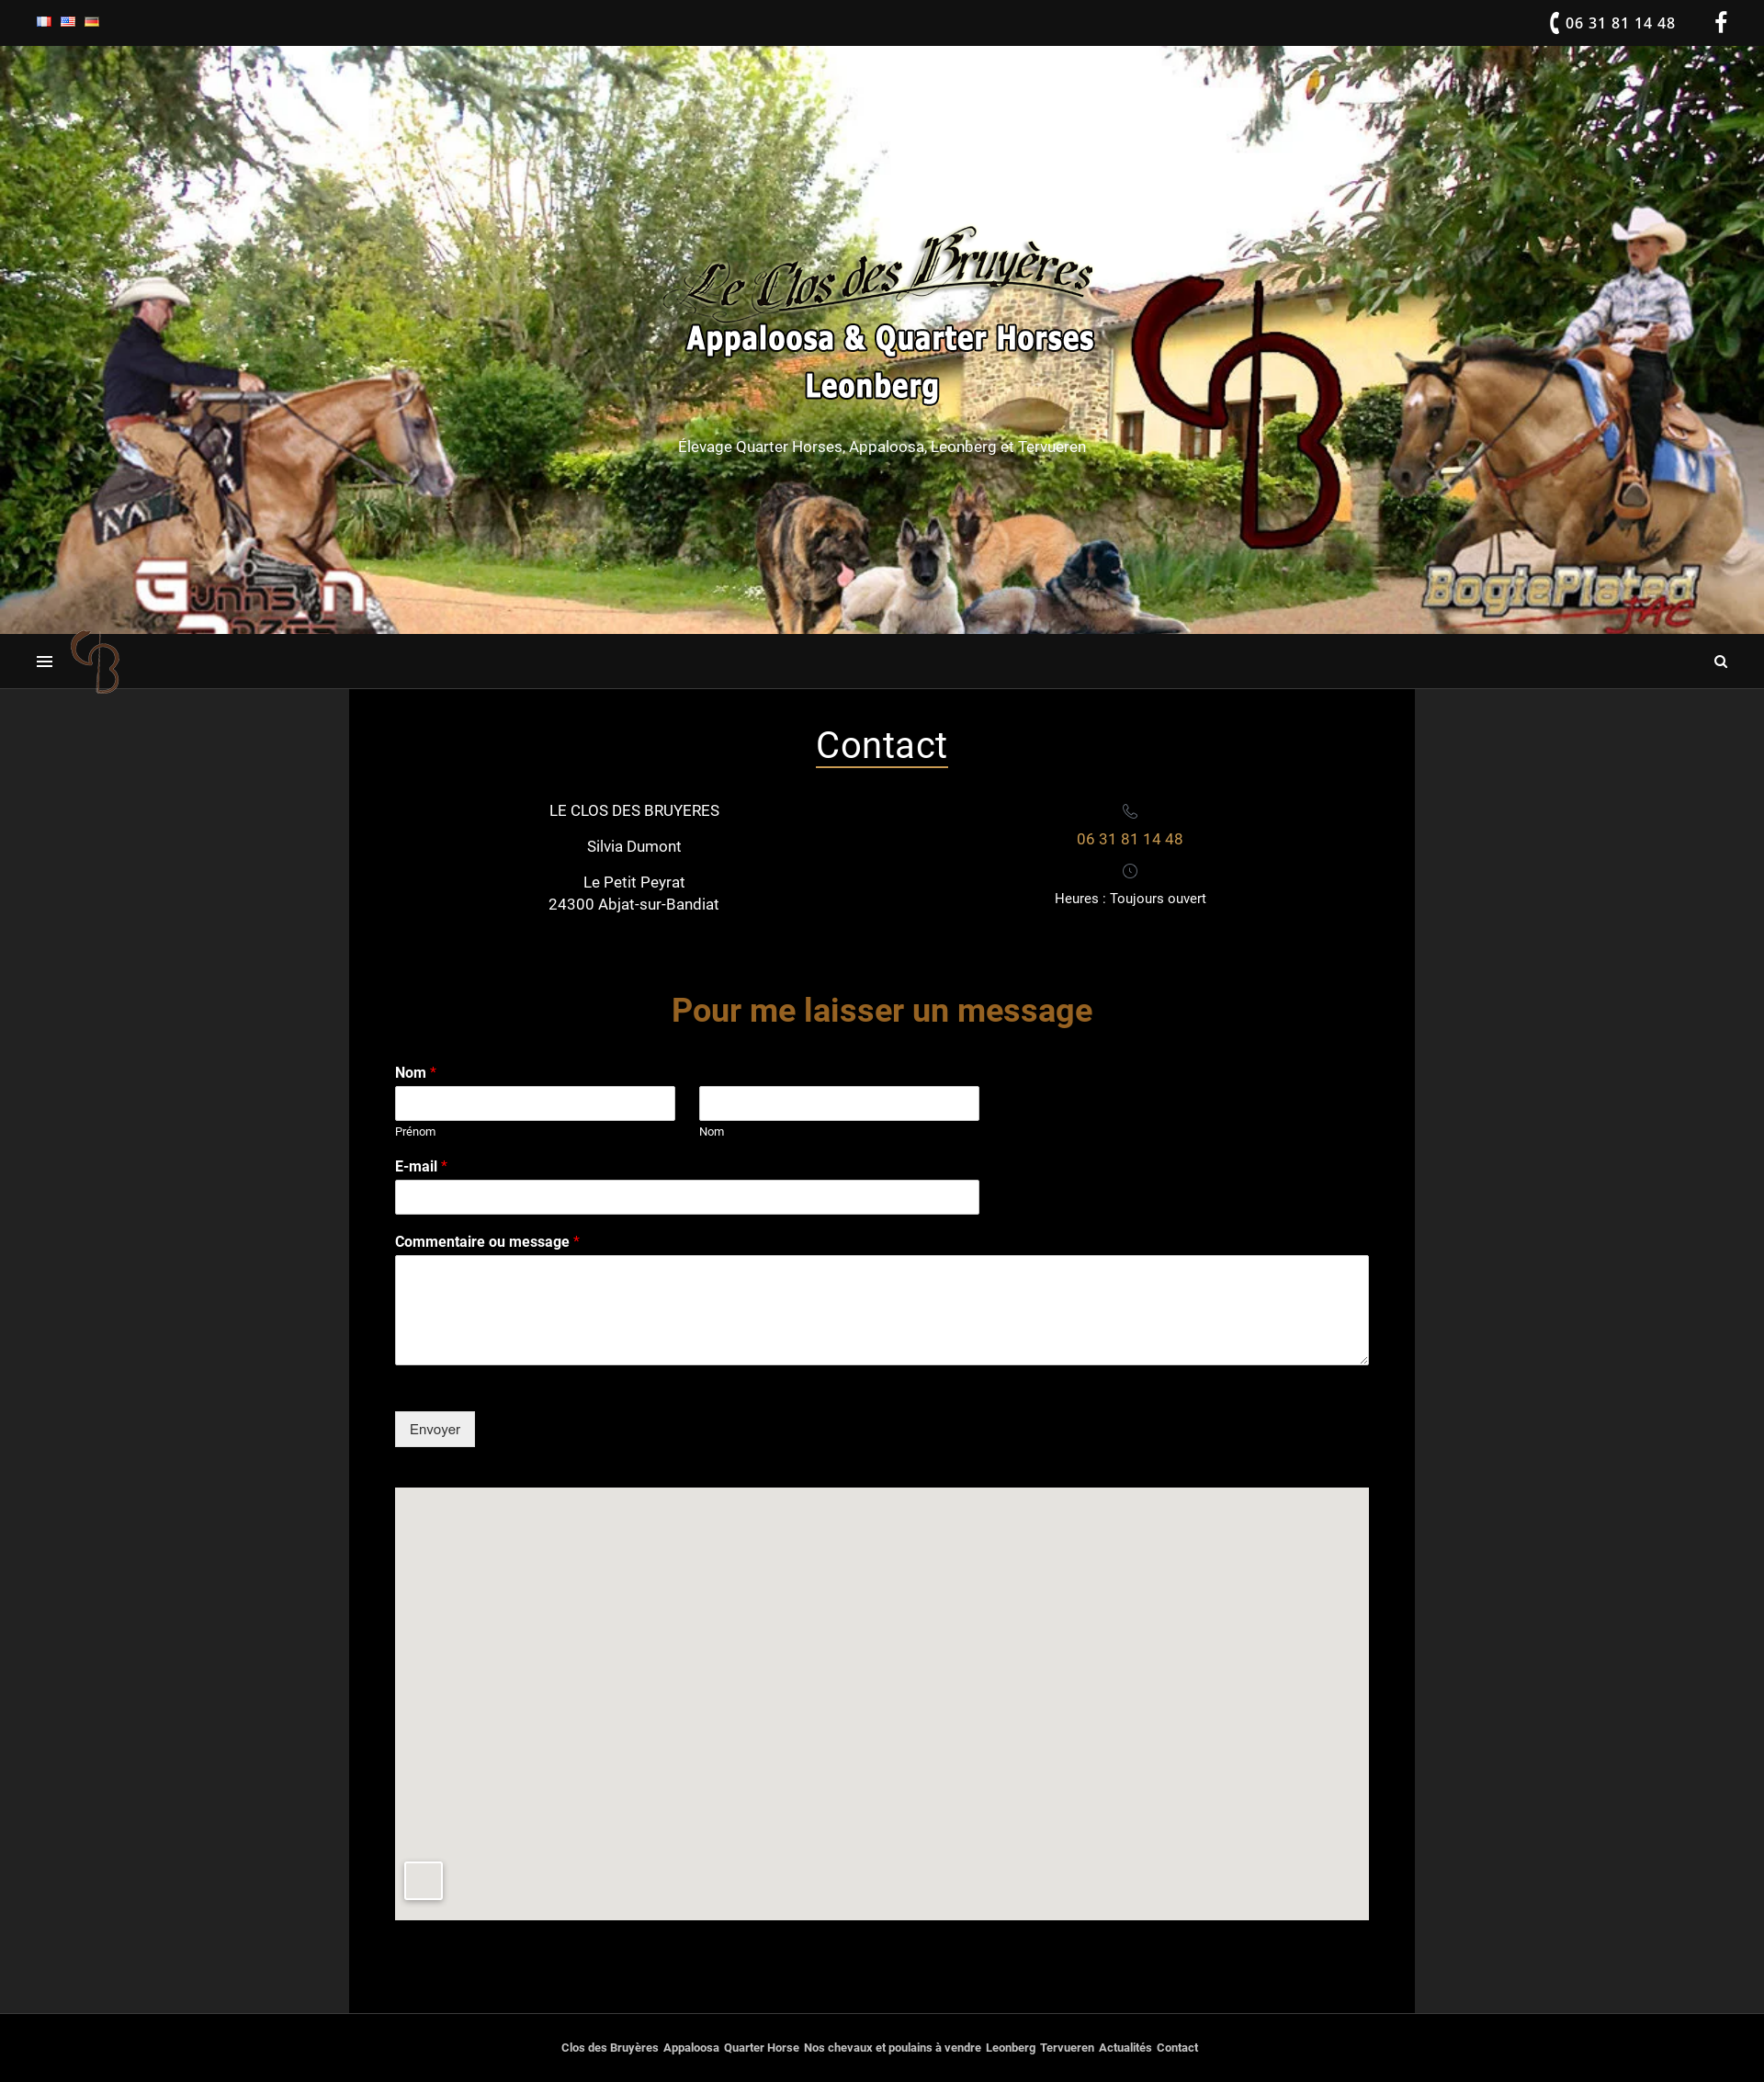 06 31 81 14 48
Le Clos des Bruyères
Appaloosa & Quarter Horses
Leonberg
Élevage Quarter Horses, Appaloosa, Leonberg et Tervueren
BogiePlated
JAC
Contact
LE CLOS DES BRUYERES
Silvia Dumont
Le Petit Peyrat
24300 Abjat-sur-Bandiat
06 31 81 14 48
Heures : Toujours ouvert
Pour me laisser un message
Nom *
Prénom Nom
E-mail *
Commentaire ou message *
Envoyer
Clos des Bruyères Appaloosa Quarter Horse Nos chevaux et poulains à vendre Leonberg Tervueren Actualités Contact